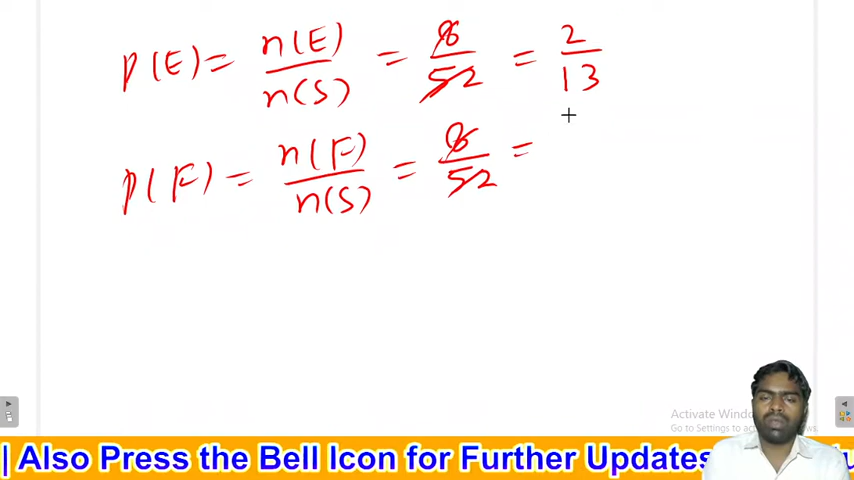 P(E) = n(E)/n(S) = 8/52 = 2/13
P(F) = n(F)/n(S) = 8/52 =
Activate Windo
Go to Settings to ac
| Also Press the Bell Icon for Further Updates